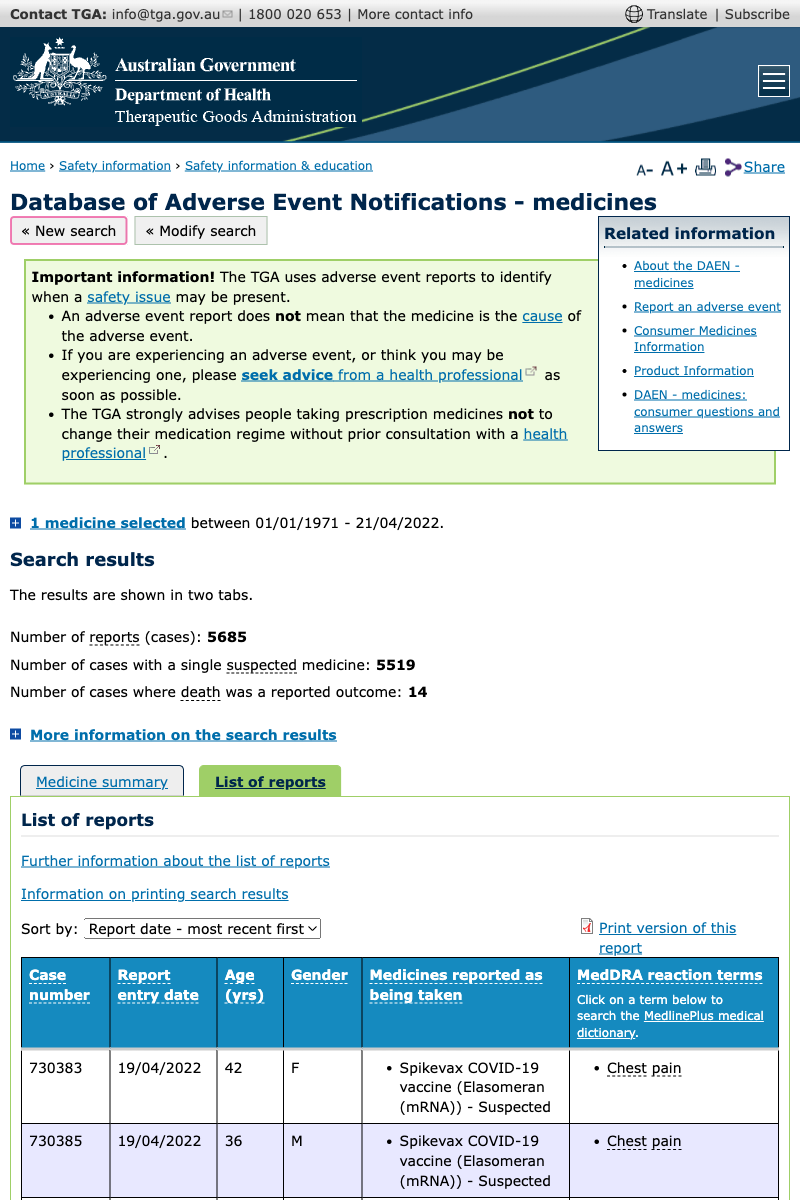 Contact TGA: info@tga.gov.au | 1800 020 653 | More contact info
Translate | Subscribe
Australian Government
Department of Health
Therapeutic Goods Administration
Home › Safety information › Safety information & education
A- A+ Share
Database of Adverse Event Notifications - medicines
« New search
« Modify search
Important information! The TGA uses adverse event reports to identify
when a safety issue may be present.
• An adverse event report does not mean that the medicine is the cause of
the adverse event.
• If you are experiencing an adverse event, or think you may be
experiencing one, please seek advice from a health professional as
soon as possible.
• The TGA strongly advises people taking prescription medicines not to
change their medication regime without prior consultation with a health
professional .
Related information
• About the DAEN -
medicines
• Report an adverse event
• Consumer Medicines
Information
• Product Information
• DAEN - medicines:
consumer questions and
answers
1 medicine selected between 01/01/1971 - 21/04/2022.
Search results
The results are shown in two tabs.
Number of reports (cases): 5685
Number of cases with a single suspected medicine: 5519
Number of cases where death was a reported outcome: 14
More information on the search results
Medicine summary
List of reports
List of reports
Further information about the list of reports
Information on printing search results
Sort by: Report date - most recent first
Print version of this
report
Case
number
Report
entry date
Age
(yrs)
Gender
Medicines reported as
being taken
MedDRA reaction terms
Click on a term below to
search the MedlinePlus medical
dictionary.
730383
19/04/2022
42
F
• Spikevax COVID-19
vaccine (Elasomeran
(mRNA)) - Suspected
• Chest pain
730385
19/04/2022
36
M
• Spikevax COVID-19
vaccine (Elasomeran
(mRNA)) - Suspected
• Chest pain